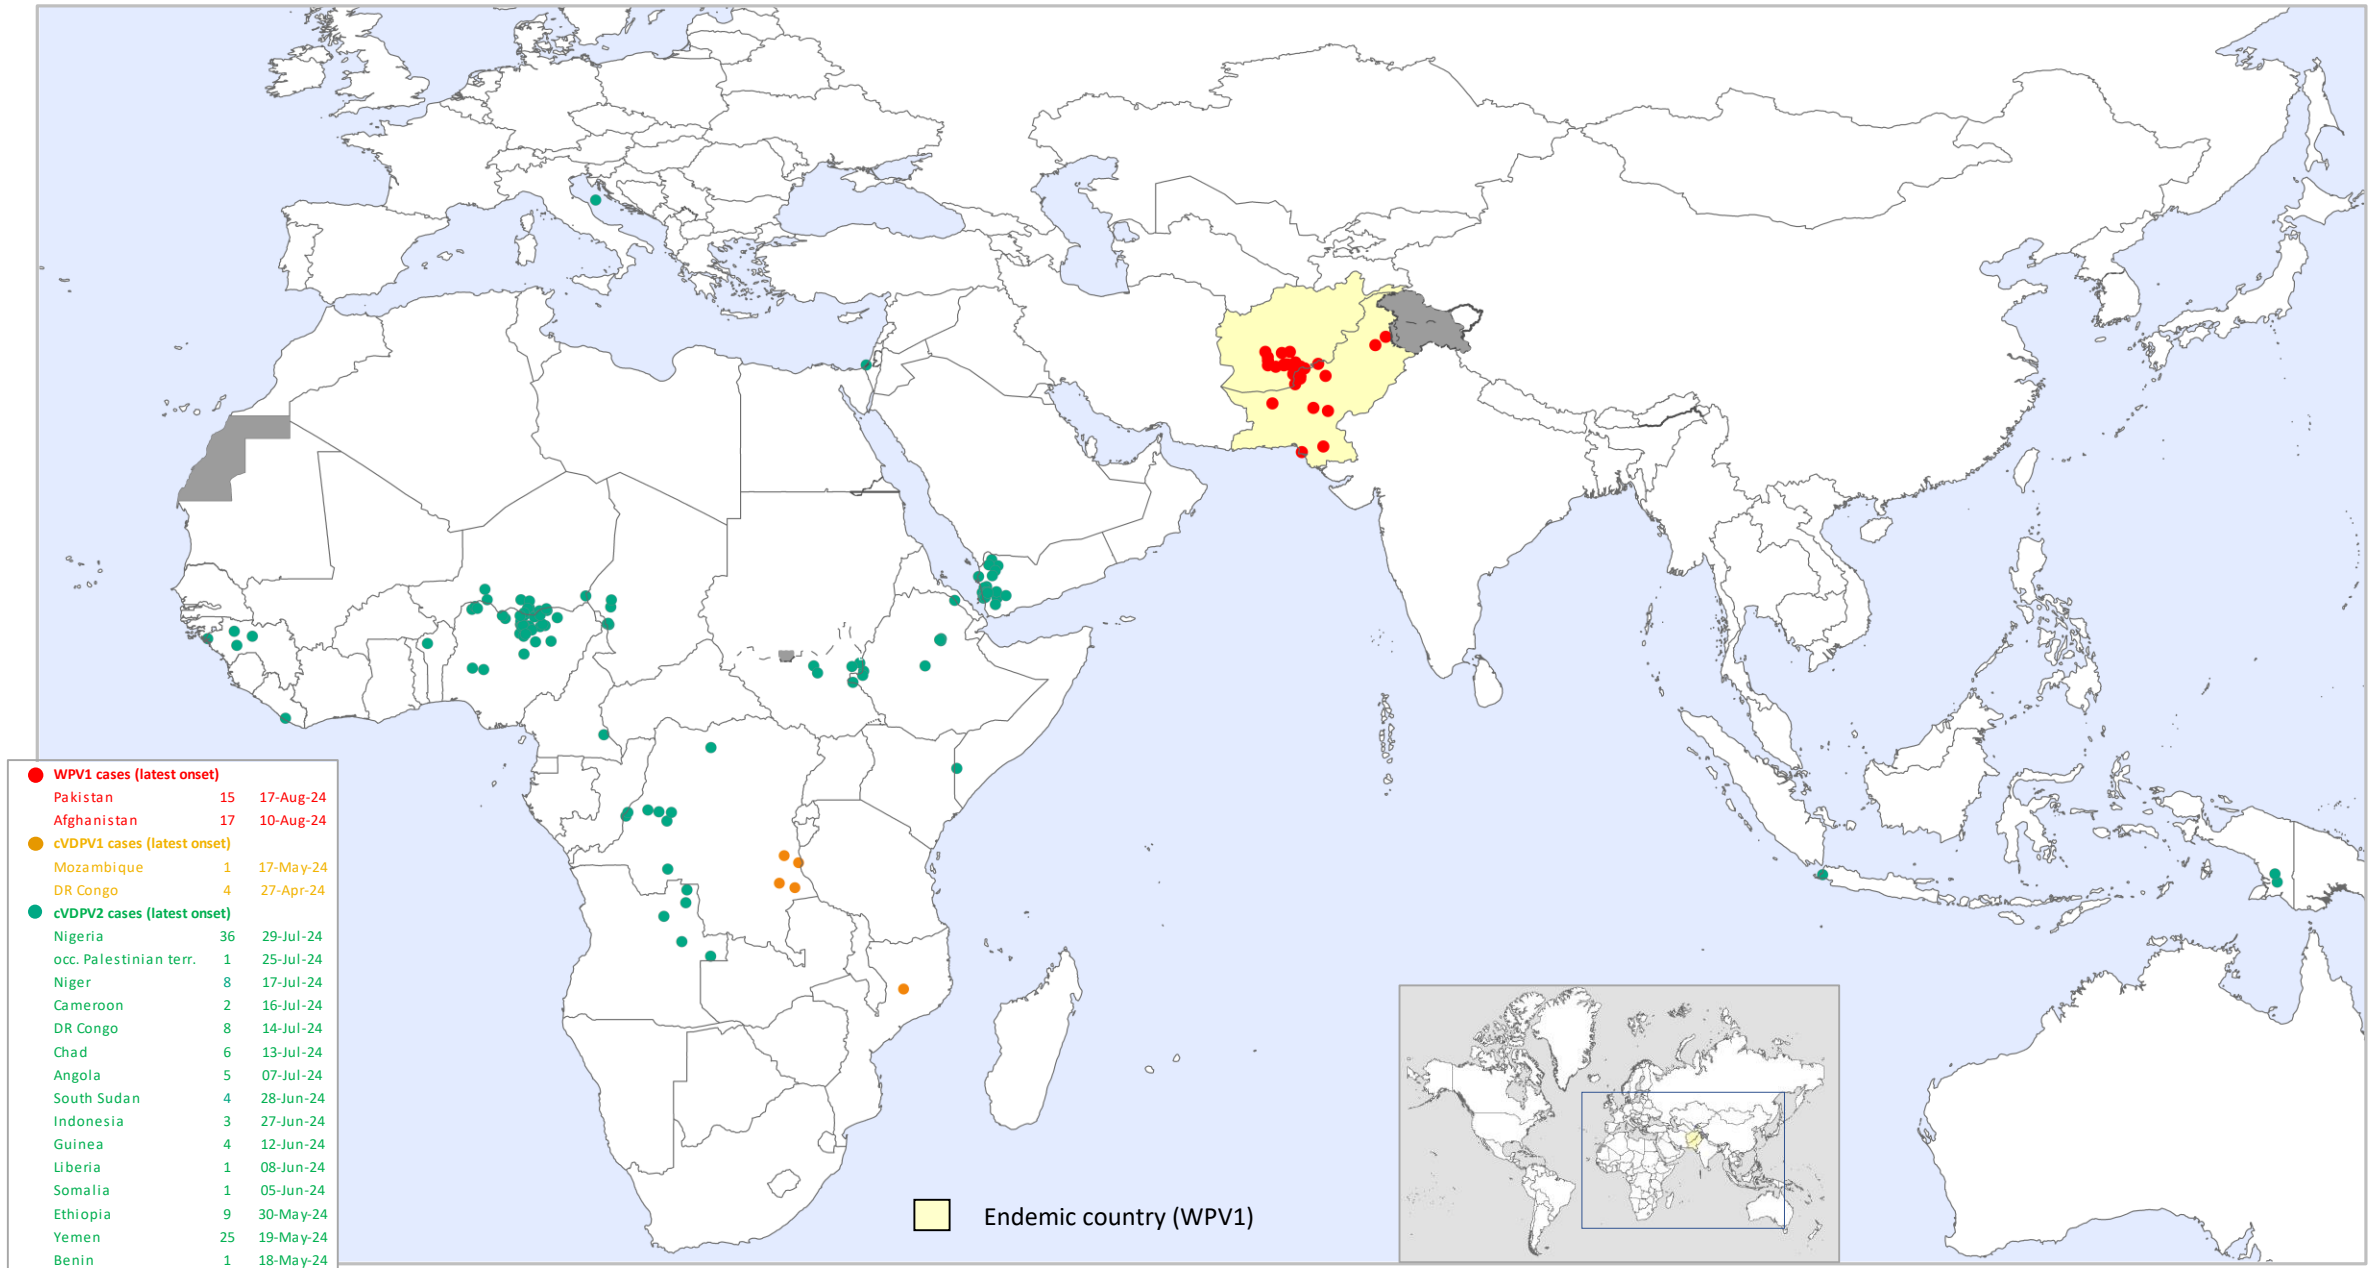 WPV1 cases (latest onset)
Pakistan 15 17-Aug-24
Afghanistan 17 10-Aug-24
cVDPV1 cases (latest onset)
Mozambique 1 17-May-24
DR Congo 4 27-Apr-24
cVDPV2 cases (latest onset)
Nigeria 36 29-Jul-24
occ. Palestinian terr. 1 25-Jul-24
Niger 8 17-Jul-24
Cameroon 2 16-Jul-24
DR Congo 8 14-Jul-24
Chad 6 13-Jul-24
Angola 5 07-Jul-24
South Sudan 4 28-Jun-24
Indonesia 3 27-Jun-24
Guinea 4 12-Jun-24
Liberia 1 08-Jun-24
Somalia 1 05-Jun-24
Ethiopia 9 30-May-24
Yemen 25 19-May-24
Benin 1 18-May-24
Endemic country (WPV1)